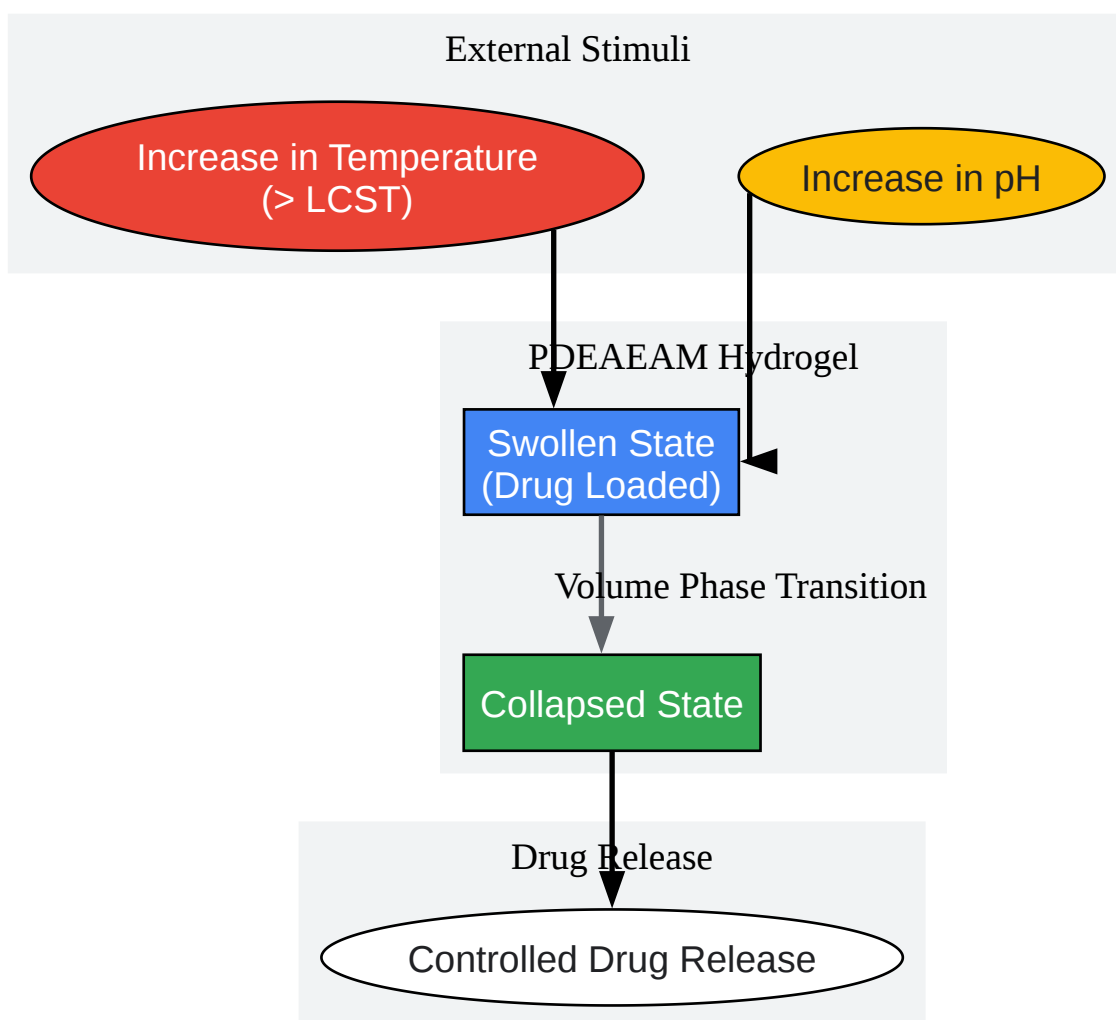 External Stimuli
Increase in Temperature
(> LCST)
Increase in pH
PDEAEAM Hydrogel
Swollen State
(Drug Loaded)
Volume Phase Transition
Collapsed State
Drug Release
Controlled Drug Release